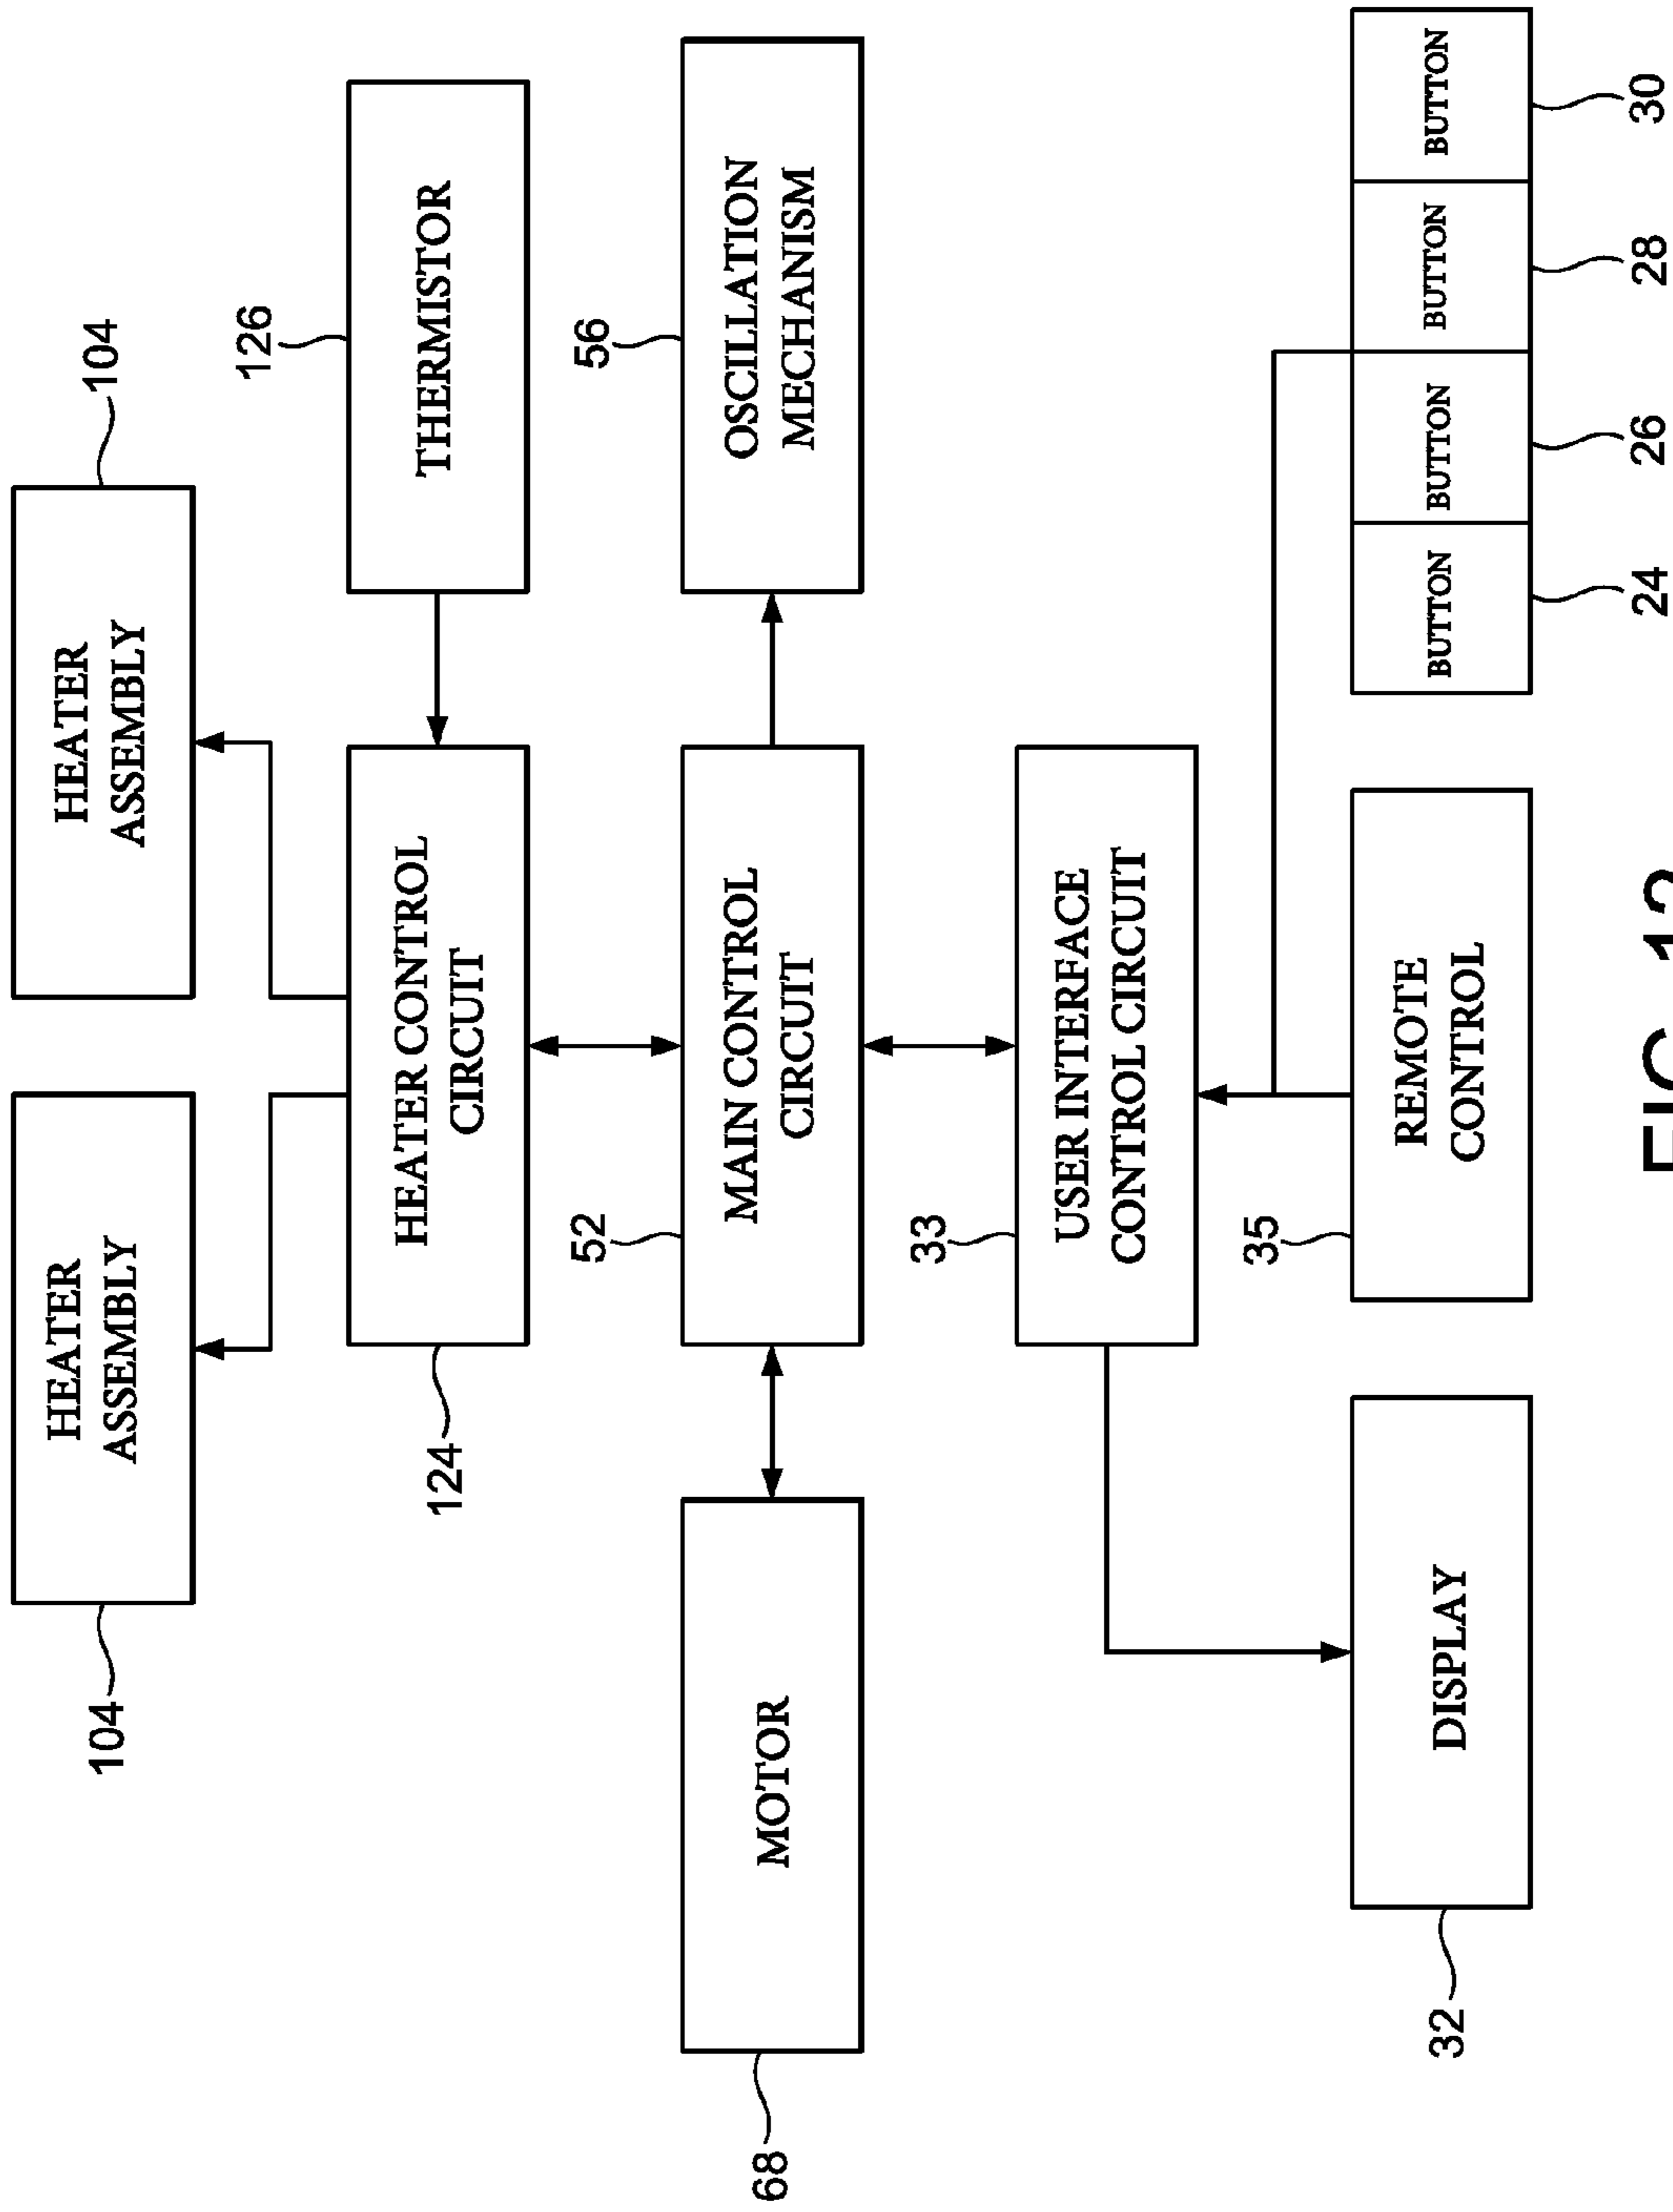 104
HEATER
ASSEMBLY
HEATER
ASSEMBLY
104
124
HEATER CONTROL
CIRCUIT
126
THERMISTOR
68
MOTOR
52
MAIN CONTROL
CIRCUIT
56
OSCILLATION
MECHANISM
33
USER INTERFACE
CONTROL CIRCUIT
32
DISPLAY
35
REMOTE
CONTROL
BUTTON
BUTTON
BUTTON
BUTTON
24
26
28
30
FIG.